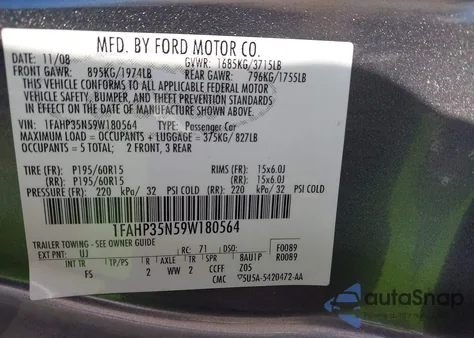 MFD. BY FORD MOTOR CO.
DATE: 11/08 GVWR: 1685KG/3715LB
FRONT GAWR: 895KG/1974LB REAR GAWR: 796KG/1755LB
THIS VEHICLE CONFORMS TO ALL APPLICABLE FEDERAL MOTOR
VEHICLE SAFETY, BUMPER, AND THEFT PREVENTION STANDARDS
IN EFFECT ON THE DATE OF MANUFACTURE SHOWN ABOVE.
VIN: 1FAHP35N59W180564 TYPE: Passenger Car
MAXIMUM LOAD = OCCUPANTS + LUGGAGE = 375KG/ 827LB
OCCUPANTS = 5 TOTAL: 2 FRONT, 3 REAR
TIRE (FR): P195/60R15 RIMS (FR): 15x6.0J
TIRE (RR): P195/60R15 RIMS (RR): 15x6.0J
PRESSURE (FR): 220 kPa/ 32 PSI COLD (RR): 220 kPa/ 32 PSI COLD
1FAHP35N59W180564
TRAILER TOWING - SEE OWNER GUIDE F0089
EXT PNT: UJ RC: 71 DSO: R0089
INT TR TP/PS R AXLE TR 8AU1P
FS 2 WW 2 CCFF Z05
CMC 5U5A-5420472-AA
autoSnap